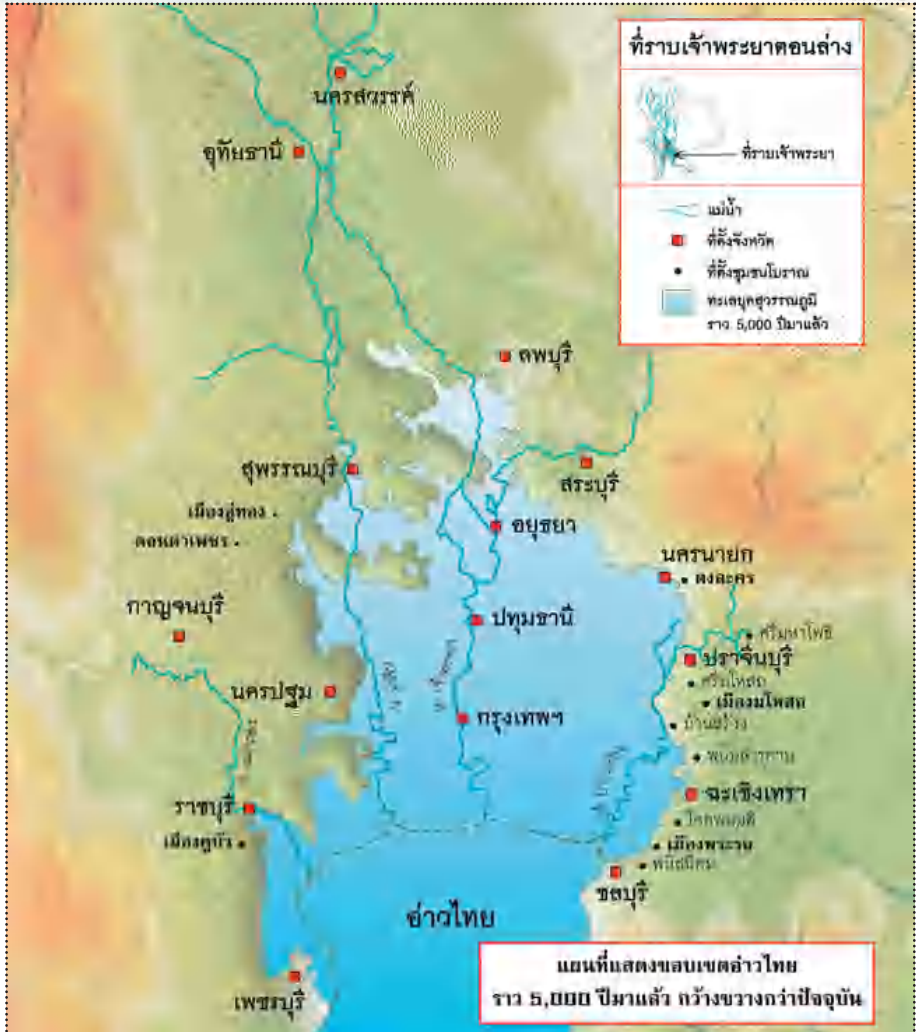 ที่ราบเจ้าพระยาตอนล่าง
ที่ราบเจ้าพระยา
แม่น้ำ
ที่ตั้งจังหวัด
ที่ตั้งชุมชนโบราณ
ทะเลยุคสุวรรณภูมิ
ราว 5,000 ปีมาแล้ว
นครสวรรค์
อุทัยธานี
ลพบุรี
สุพรรณบุรี
สระบุรี
เมืองอู่ทอง
อยุธยา
ดอนตาเพชร
นครนายก
ดงละคร
กาญจนบุรี
ปทุมธานี
ศรีมหาโพธิ
ปราจีนบุรี
นครปฐม
เมืองมโหสถ
กรุงเทพฯ
พนมสารคาม
ราชบุรี
ฉะเชิงเทรา
เมืองคูบัว
เมืองพระรถ
พนัสนิคม
ชลบุรี
อ่าวไทย
เพชรบุรี
แผนที่แสดงขอบเขตอ่าวไทย
ราว 5,000 ปีมาแล้ว กว้างขวางกว่าปัจจุบัน